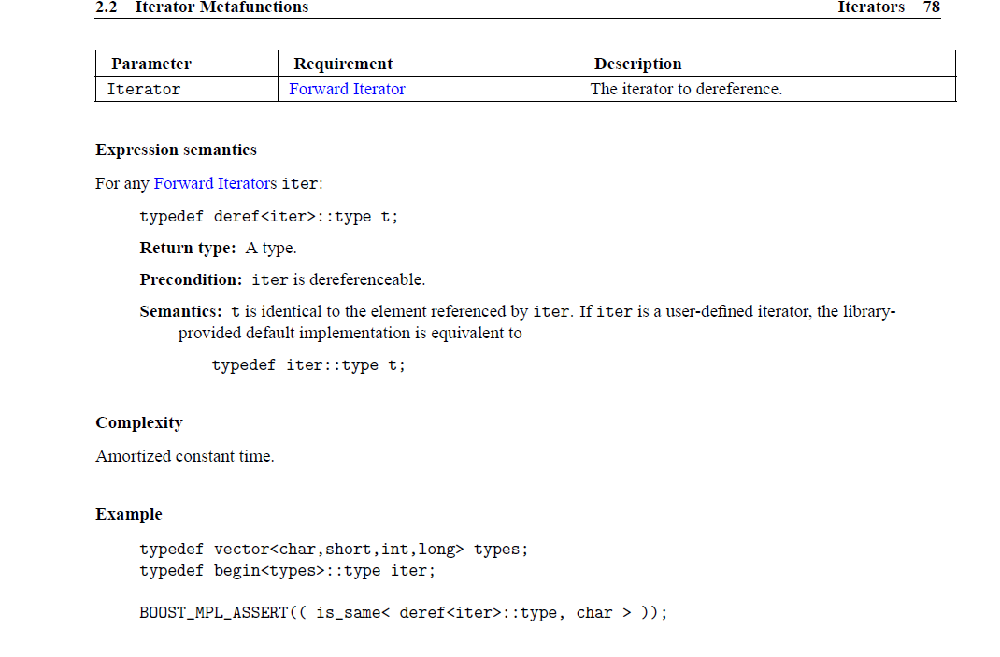 2.2 Iterator Metafunctions Iterators 78
Parameter Requirement Description
Iterator Forward Iterator The iterator to dereference.
Expression semantics
For any Forward Iterators iter:
typedef deref<iter>::type t;
Return type: A type.
Precondition: iter is dereferenceable.
Semantics: t is identical to the element referenced by iter. If iter is a user-defined iterator, the library-
provided default implementation is equivalent to
typedef iter::type t;
Complexity
Amortized constant time.
Example
typedef vector<char,short,int,long> types;
typedef begin<types>::type iter;
BOOST_MPL_ASSERT(( is_same< deref<iter>::type, char > ));